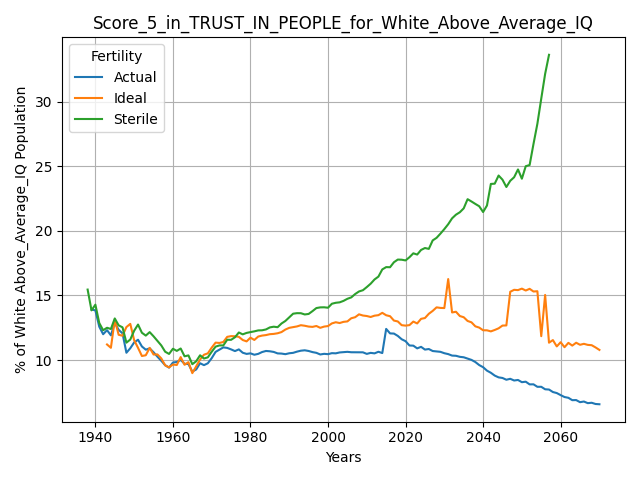 Score_5_in_TRUST_IN_PEOPLE_for_White_Above_Average_IQ
% of White Above_Average_IQ Population
30
25
20
15
10
Fertility
Actual
Ideal
Sterile
1940 1960 1980 2000 2020 2040 2060
Years